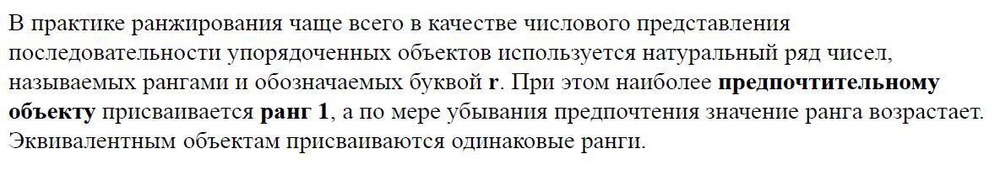 В практике ранжирования чаще всего в качестве числового представления
последовательности упорядоченных объектов используется натуральный ряд чисел,
называемых рангами и обозначаемых буквой r. При этом наиболее предпочтительному
объекту присваивается ранг 1, а по мере убывания предпочтения значение ранга возрастает.
Эквивалентным объектам присваиваются одинаковые ранги.